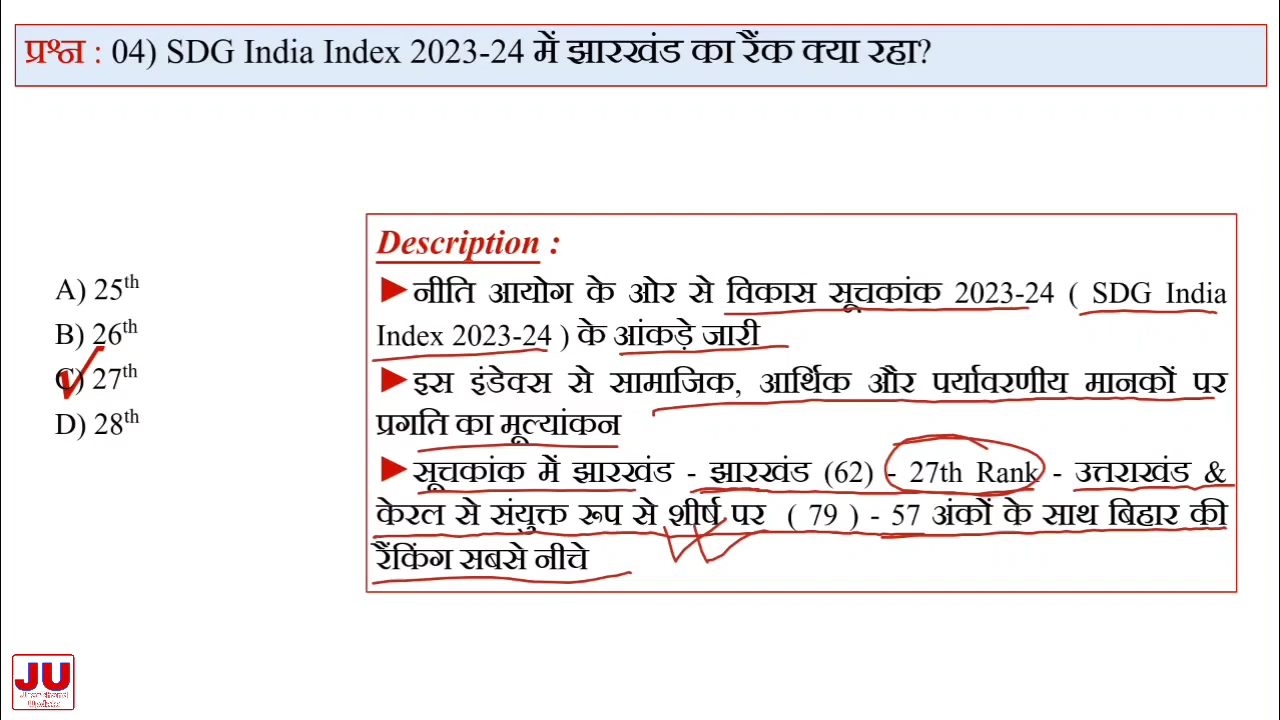 प्रश्न : 04) SDG India Index 2023-24 में झारखंड का रैंक क्या रहा?
A) 25th
B) 26th
C) 27th
D) 28th
Description :
►नीति आयोग के ओर से विकास सूचकांक 2023-24 ( SDG India
Index 2023-24 ) के आंकड़े जारी
►इस इंडेक्स से सामाजिक, आर्थिक और पर्यावरणीय मानकों पर
प्रगति का मूल्यांकन
►सूचकांक में झारखंड - झारखंड (62) - 27th Rank - उत्तराखंड &
केरल से संयुक्त रूप से शीर्ष पर ( 79 ) - 57 अंकों के साथ बिहार की
रैंकिंग सबसे नीचे
JU
Jharkhand
Update